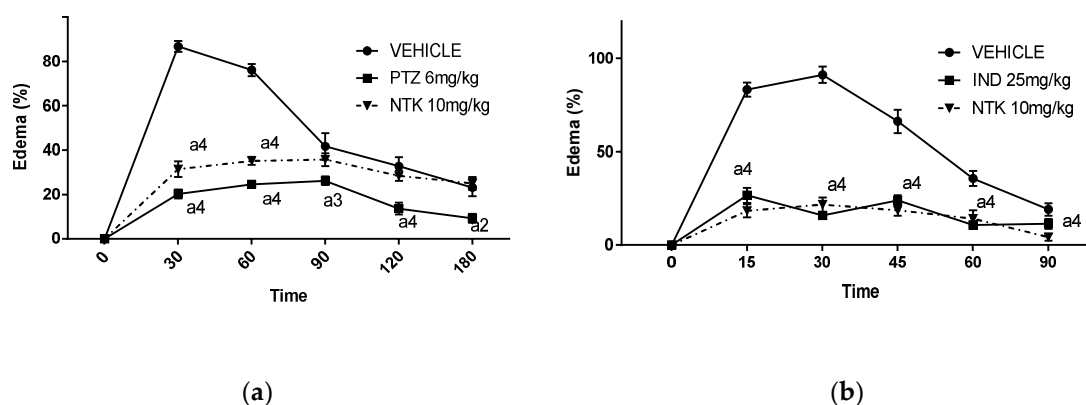 80
60
40
20
0
Edema (%)
VEHICLE
PTZ 6mg/kg
NTK 10mg/kg
a4
a4
a4
a4
a3
a4
a2
0
30
60
90
120
180
Time
(a)
100
50
0
Edema (%)
VEHICLE
IND 25mg/kg
NTK 10mg/kg
a4
a4
a4
a4
a4
0
15
30
45
60
90
Time
(b)